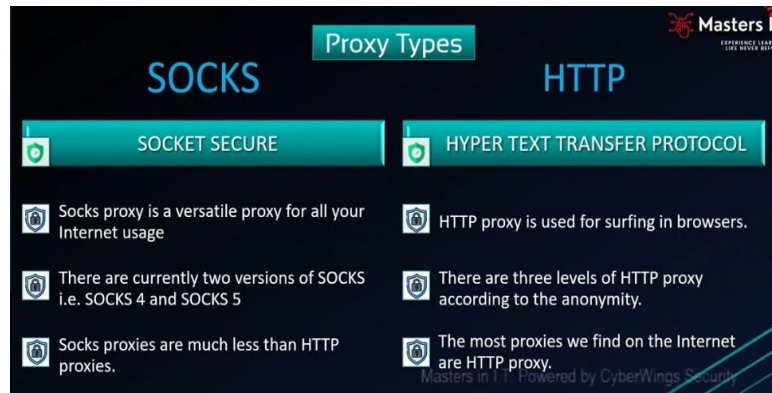 Proxy Types
Masters
EXPERIENCE
LIKE NEVER
SOCKS
HTTP
SOCKET SECURE
HYPER TEXT TRANSFER PROTOCOL
Socks proxy is a versatile proxy for all your
Internet usage
There are currently two versions of SOCKS
i.e. SOCKS 4 and SOCKS 5
Socks proxies are much less than HTTP
proxies.
HTTP proxy is used for surfing in browsers.
There are three levels of HTTP proxy
according to the anonymity.
The most proxies we find on the Internet
are HTTP proxy.
Masters in I.T. Powered by CyberWings Security